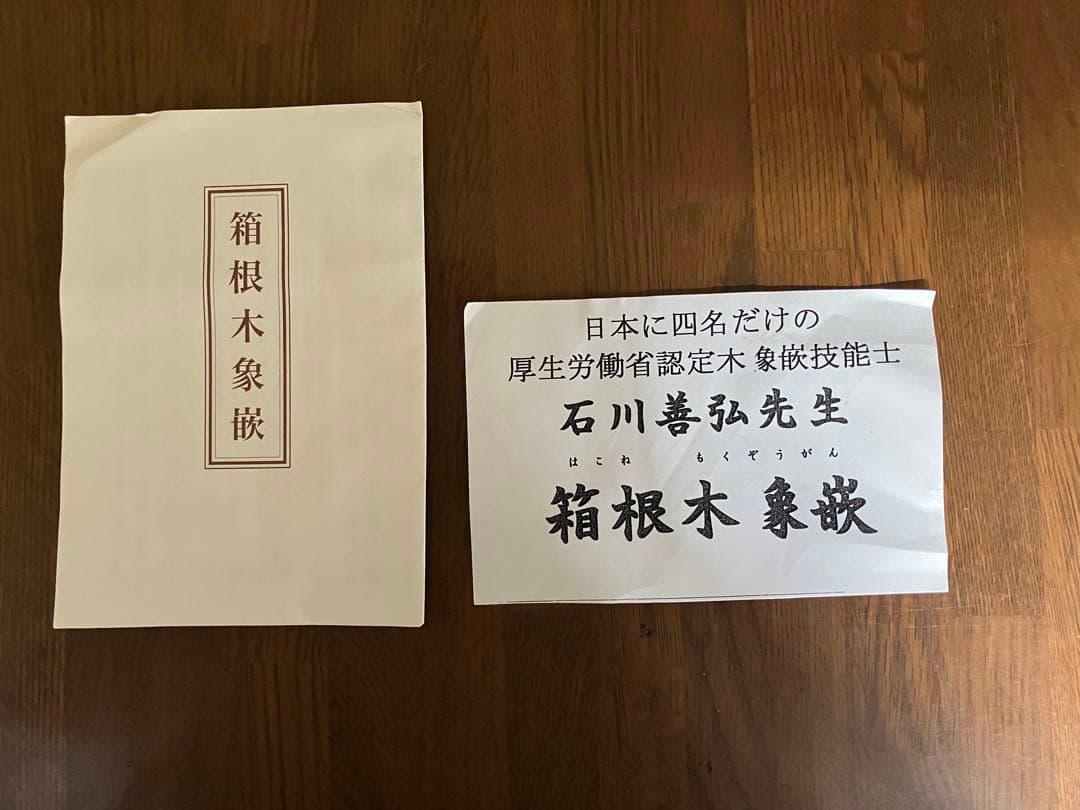 箱根木象嵌
日本に四名だけの
厚生労働省認定木 象嵌技能士
石川善弘先生
はこね もくぞうがん
箱根木 象嵌